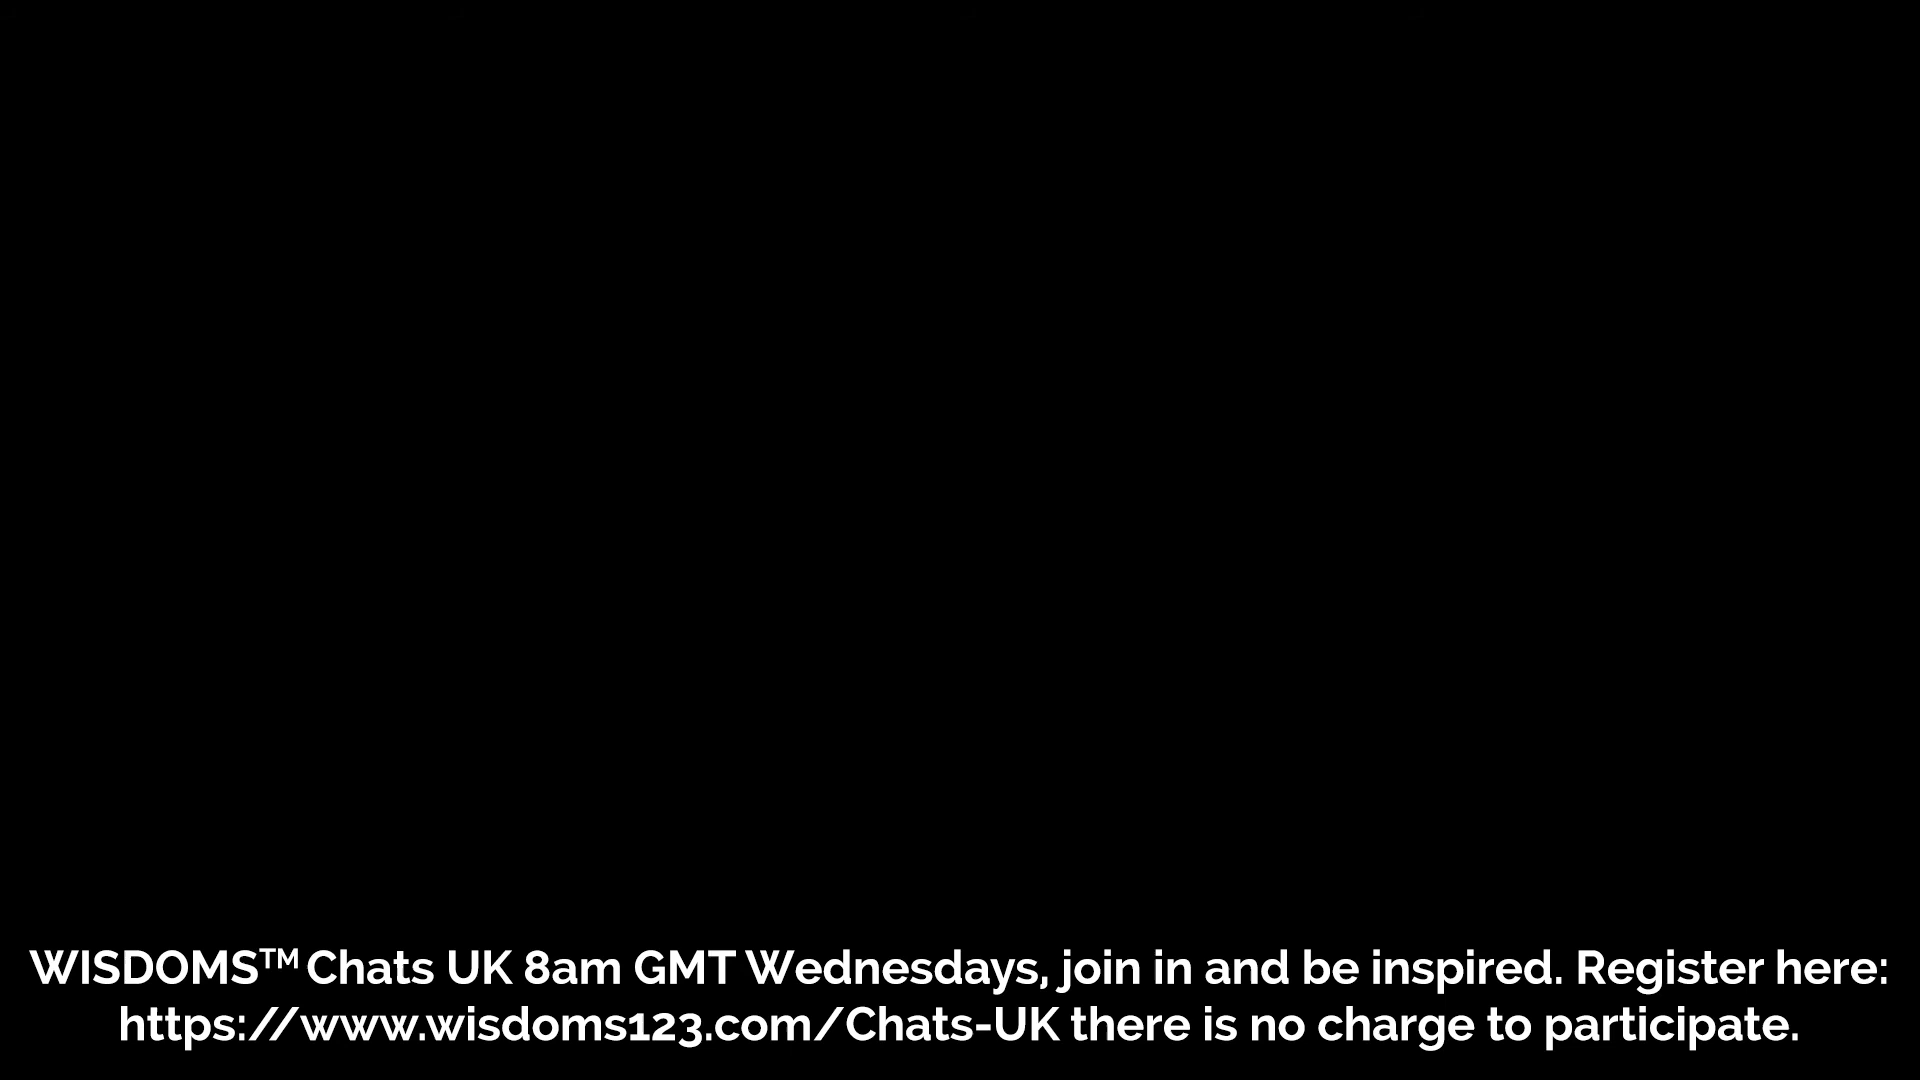 WISDOMS™ Chats UK 8am GMT Wednesdays, join in and be inspired. Register here:
https://www.wisdoms123.com/Chats-UK there is no charge to participate.